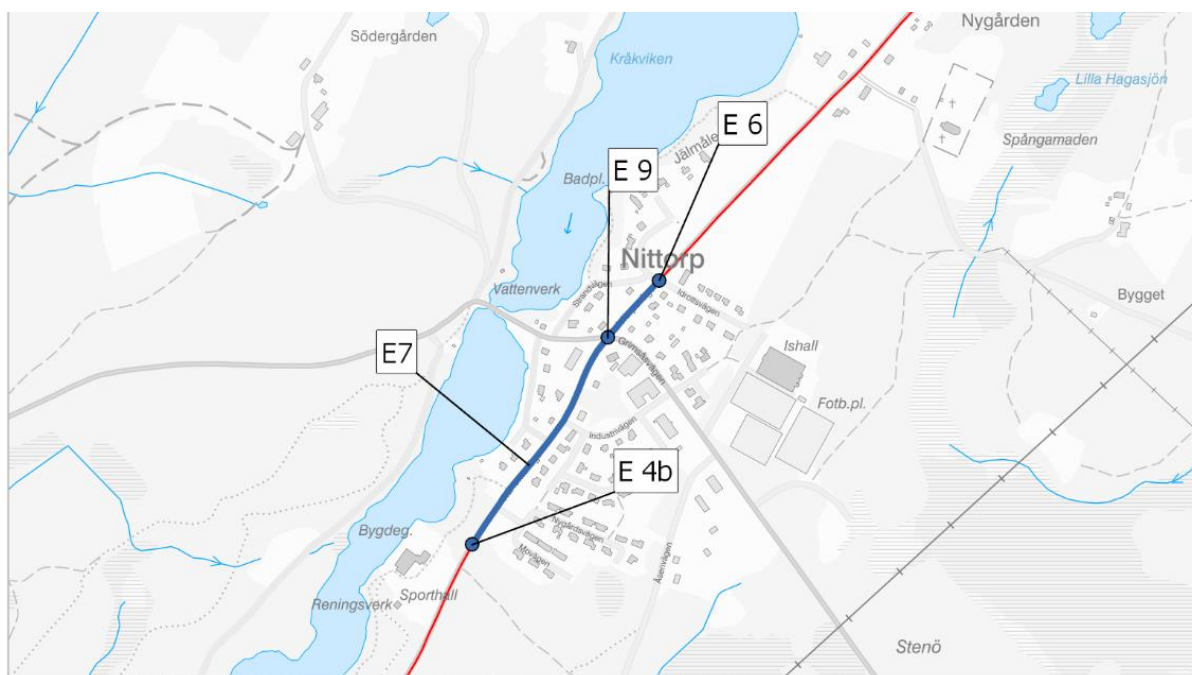 Nygården
Södergården
Kråkviken
Lilla Hagasjön
E 6
Spångamaden
Jälmåle
E 9
Badpl.
Nittorp
Vattenverk
Strandvägen
Idrottsvägen
Bygget
E7
Grimsåsvägen
Ishall
Fotb.pl.
Industrivägen
E 4b
Bygdeg.
Nygårdsvägen
Movägen
Åsenvägen
Sporthall
Reningsverk
Stenö